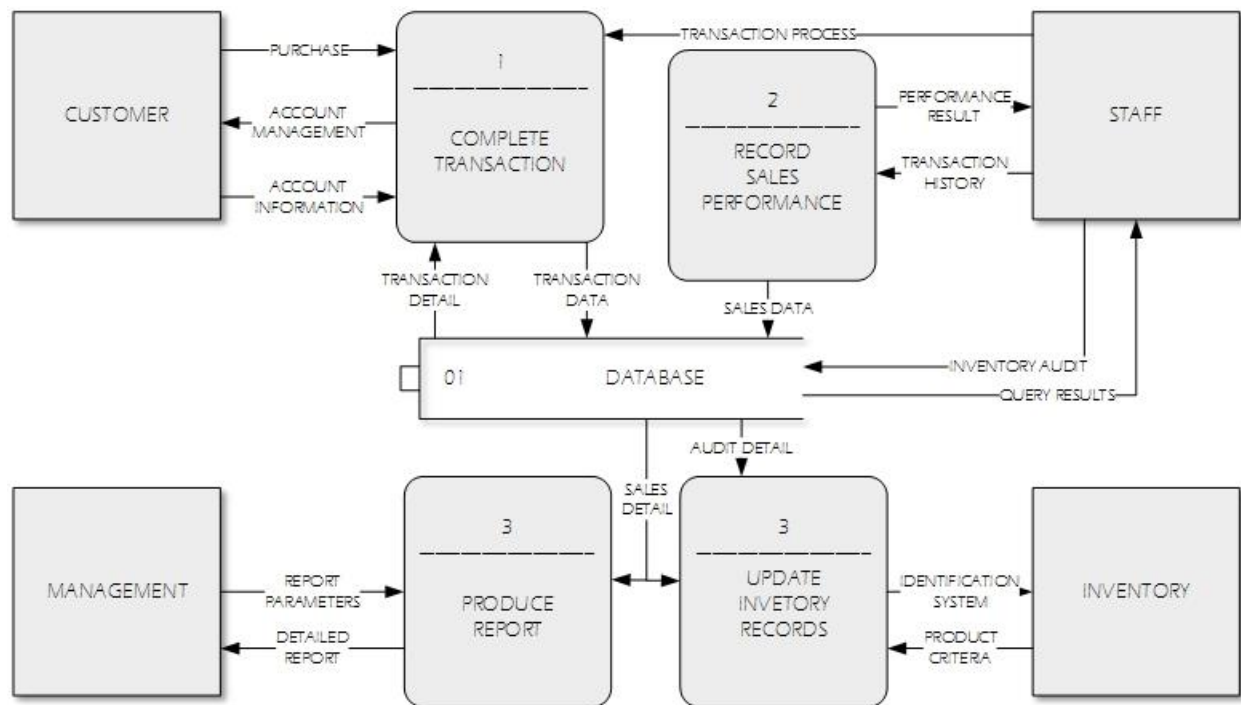 CUSTOMER
PURCHASE
ACCOUNT
MANAGEMENT
ACCOUNT
INFORMATION
1
COMPLETE
TRANSACTION
TRANSACTION PROCESS
2
RECORD
SALES
PERFORMANCE
PERFORMANCE
RESULT
TRANSACTION
HISTORY
STAFF
TRANSACTION
DETAIL
TRANSACTION
DATA
SALES DATA
01
DATABASE
INVENTORY AUDIT
QUERY RESULTS
SALES
DETAIL
AUDIT DETAIL
MANAGEMENT
REPORT
PARAMETERS
DETAILED
REPORT
3
PRODUCE
REPORT
3
UPDATE
INVETORY
RECORDS
IDENTIFICATION
SYSTEM
PRODUCT
CRITERIA
INVENTORY